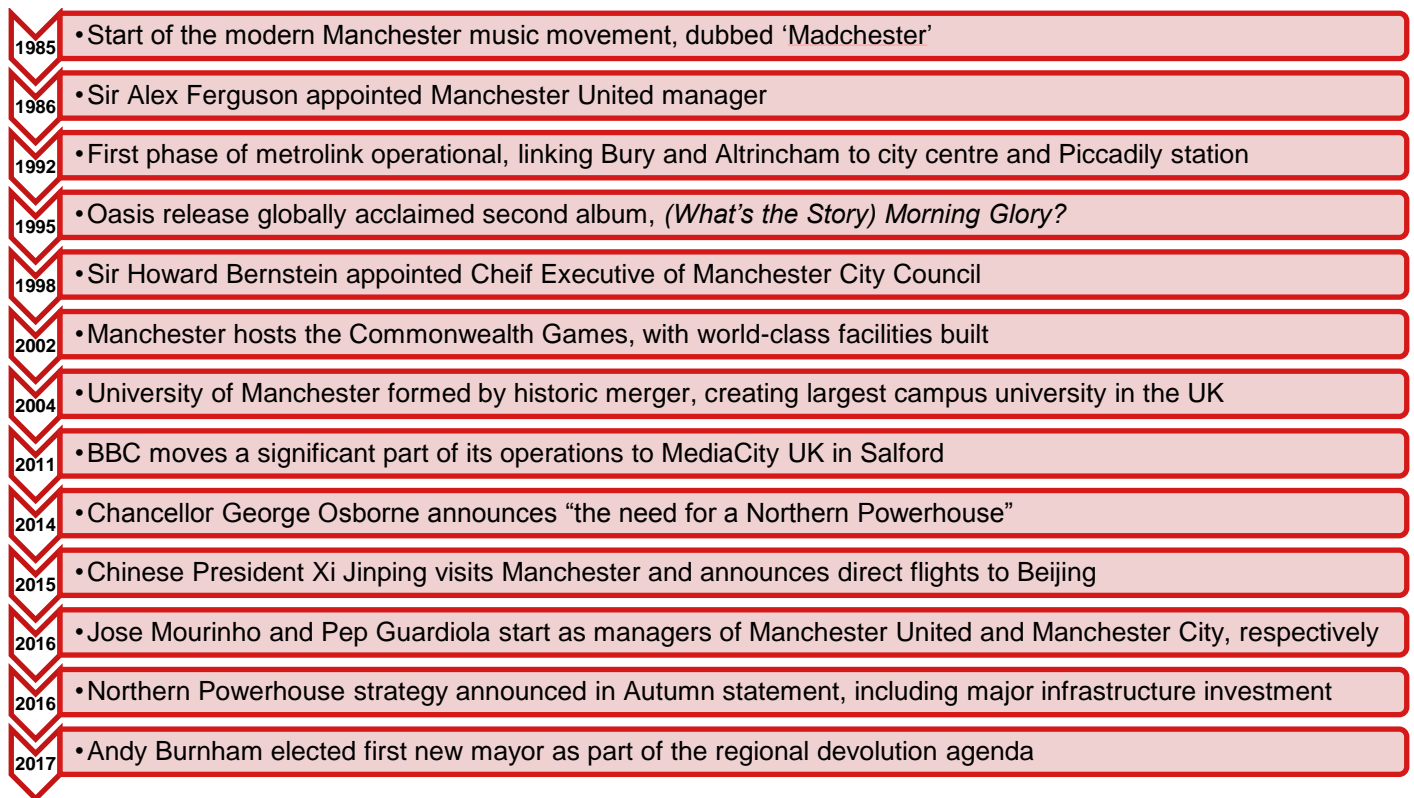 1985
•Start of the modern Manchester music movement, dubbed ‘Madchester’
1986
•Sir Alex Ferguson appointed Manchester United manager
1992
•First phase of metrolink operational, linking Bury and Altrincham to city centre and Piccadily station
1995
•Oasis release globally acclaimed second album, (What’s the Story) Morning Glory?
1998
•Sir Howard Bernstein appointed Cheif Executive of Manchester City Council
2002
•Manchester hosts the Commonwealth Games, with world-class facilities built
2004
•University of Manchester formed by historic merger, creating largest campus university in the UK
2011
•BBC moves a significant part of its operations to MediaCity UK in Salford
2014
•Chancellor George Osborne announces “the need for a Northern Powerhouse”
2015
•Chinese President Xi Jinping visits Manchester and announces direct flights to Beijing
2016
•Jose Mourinho and Pep Guardiola start as managers of Manchester United and Manchester City, respectively
2016
•Northern Powerhouse strategy announced in Autumn statement, including major infrastructure investment
2017
•Andy Burnham elected first new mayor as part of the regional devolution agenda